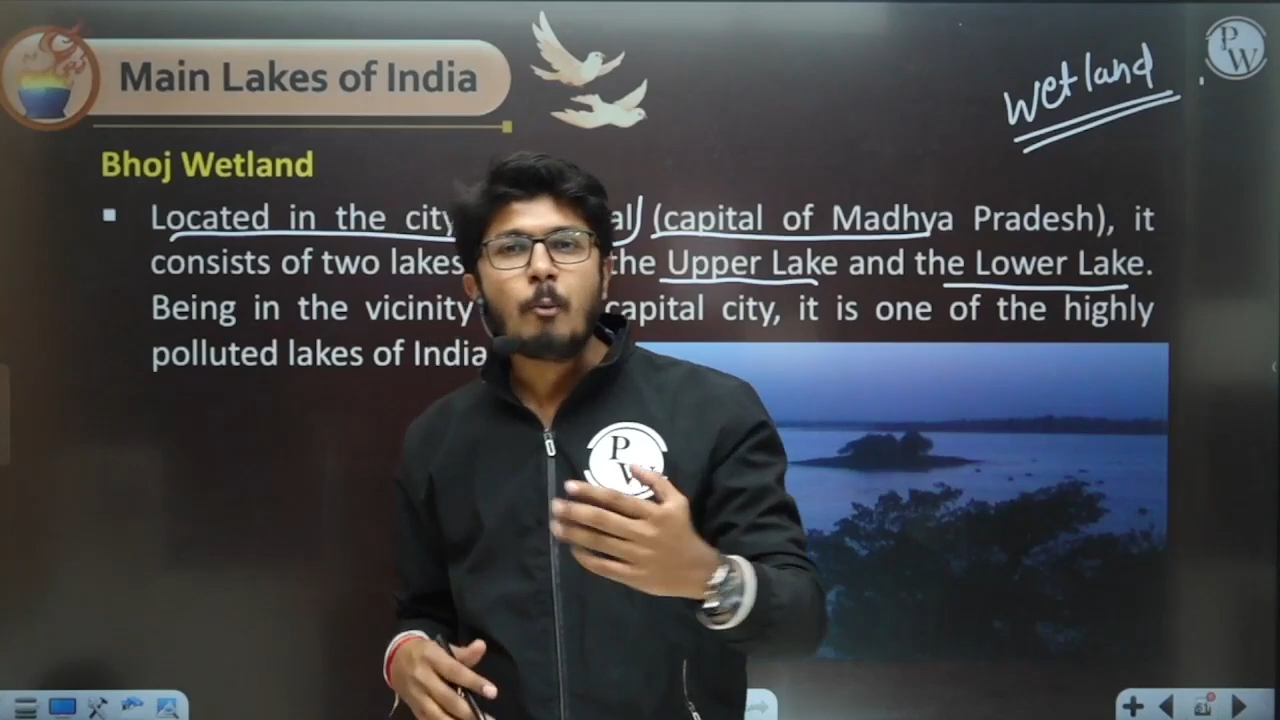 Main Lakes of India
wetland
PW
Bhoj Wetland
Located in the city al (capital of Madhya Pradesh), it
consists of two lakes the Upper Lake and the Lower Lake.
Being in the vicinity capital city, it is one of the highly
polluted lakes of India
PW